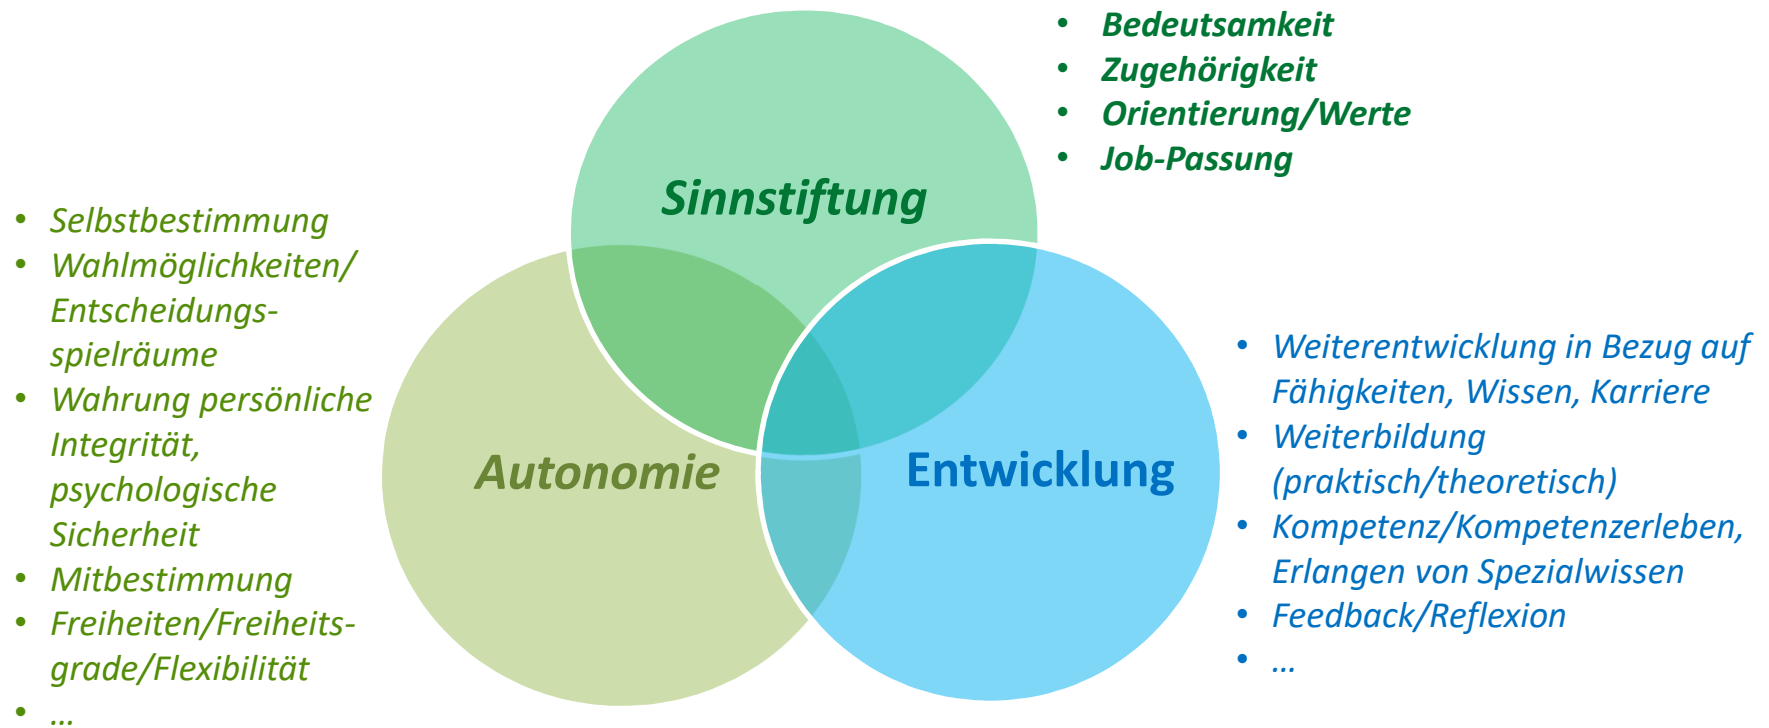 • Bedeutsamkeit
• Zugehörigkeit
• Orientierung/Werte
• Job-Passung
Sinnstiftung
• Selbstbestimmung
• Wahlmöglichkeiten/
Entscheidungs-
spielräume
• Wahrung persönliche
Integrität,
psychologische
Sicherheit
• Mitbestimmung
• Freiheiten/Freiheits-
grade/Flexibilität
• ...
Autonomie
Entwicklung
• Weiterentwicklung in Bezug auf
Fähigkeiten, Wissen, Karriere
• Weiterbildung
(praktisch/theoretisch)
• Kompetenz/Kompetenzerleben,
Erlangen von Spezialwissen
• Feedback/Reflexion
• ...